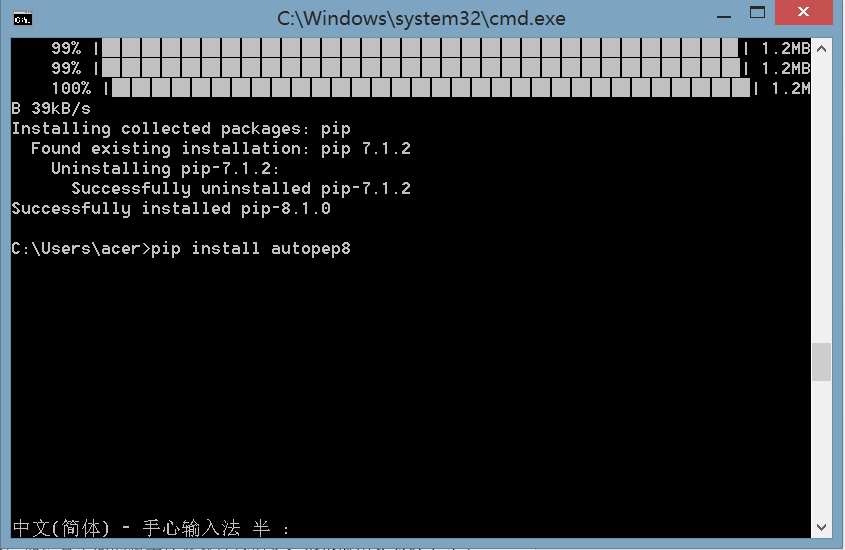 C:\Windows\system32\cmd.exe
99% | | 1.2MB
99% | | 1.2MB
100% | | 1.2M
B 39kB/s
Installing collected packages: pip
Found existing installation: pip 7.1.2
Uninstalling pip-7.1.2:
Successfully uninstalled pip-7.1.2
Successfully installed pip-8.1.0
C:\Users\acer>pip install autopep8
中文(简体) - 手心输入法 半 :